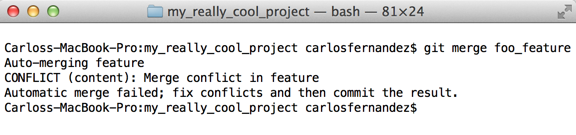 my_really_cool_project — bash — 81×24
Carloss-MacBook-Pro:my_really_cool_project carlosfernandez$ git merge foo_feature
Auto-merging feature
CONFLICT (content): Merge conflict in feature
Automatic merge failed; fix conflicts and then commit the result.
Carloss-MacBook-Pro:my_really_cool_project carlosfernandez$